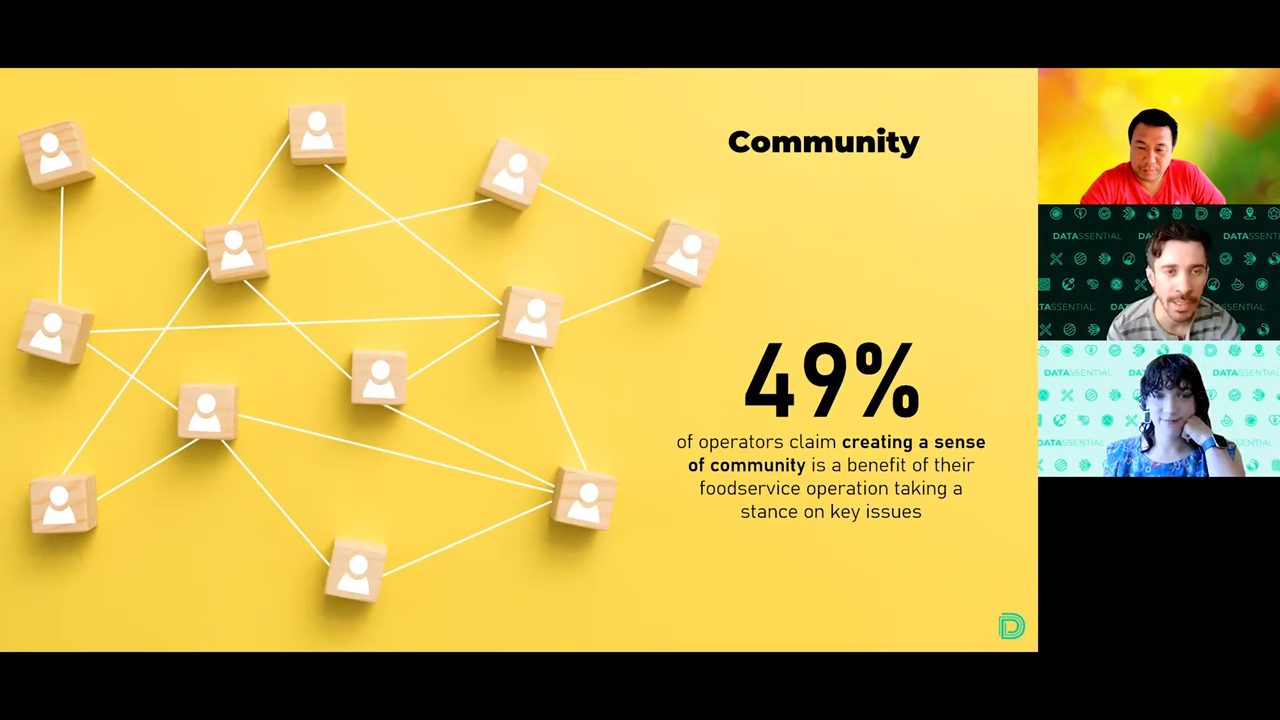 Community
49%
of operators claim creating a sense
of community is a benefit of their
foodservice operation taking a
stance on key issues
DATASSENTIAL
DATASSENTIAL
DATASSENTIAL
DATASSENTIAL
DATASSENTIAL